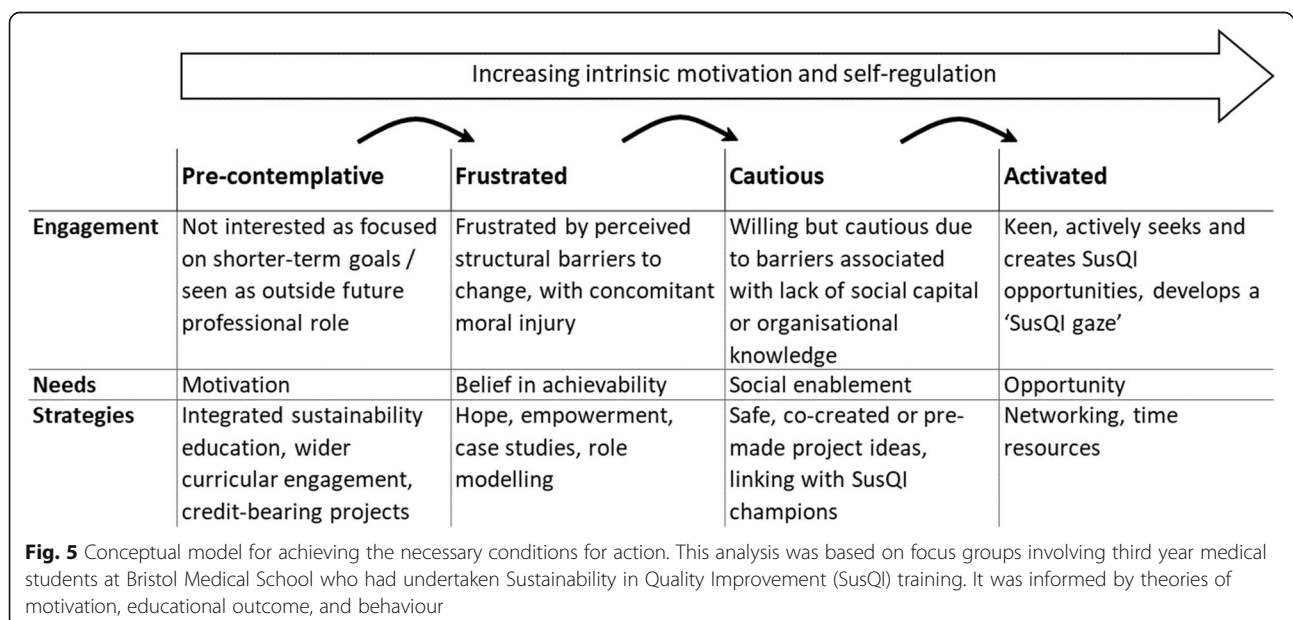 Increasing intrinsic motivation and self-regulation
Pre-contemplative Frustrated Cautious Activated
Engagement Not interested as focused Frustrated by perceived Willing but cautious due Keen, actively seeks and
on shorter-term goals / structural barriers to to barriers associated creates SusQI
seen as outside future change, with concomitant with lack of social capital opportunities, develops a
professional role moral injury or organisational ‘SusQI gaze’
knowledge
Needs Motivation Belief in achievability Social enablement Opportunity
Strategies Integrated sustainability Hope, empowerment, Safe, co-created or pre- Networking, time
education, wider case studies, role made project ideas, resources
curricular engagement, modelling linking with SusQI
credit-bearing projects champions
Fig. 5 Conceptual model for achieving the necessary conditions for action. This analysis was based on focus groups involving third year medical
students at Bristol Medical School who had undertaken Sustainability in Quality Improvement (SusQI) training. It was informed by theories of
motivation, educational outcome, and behaviour